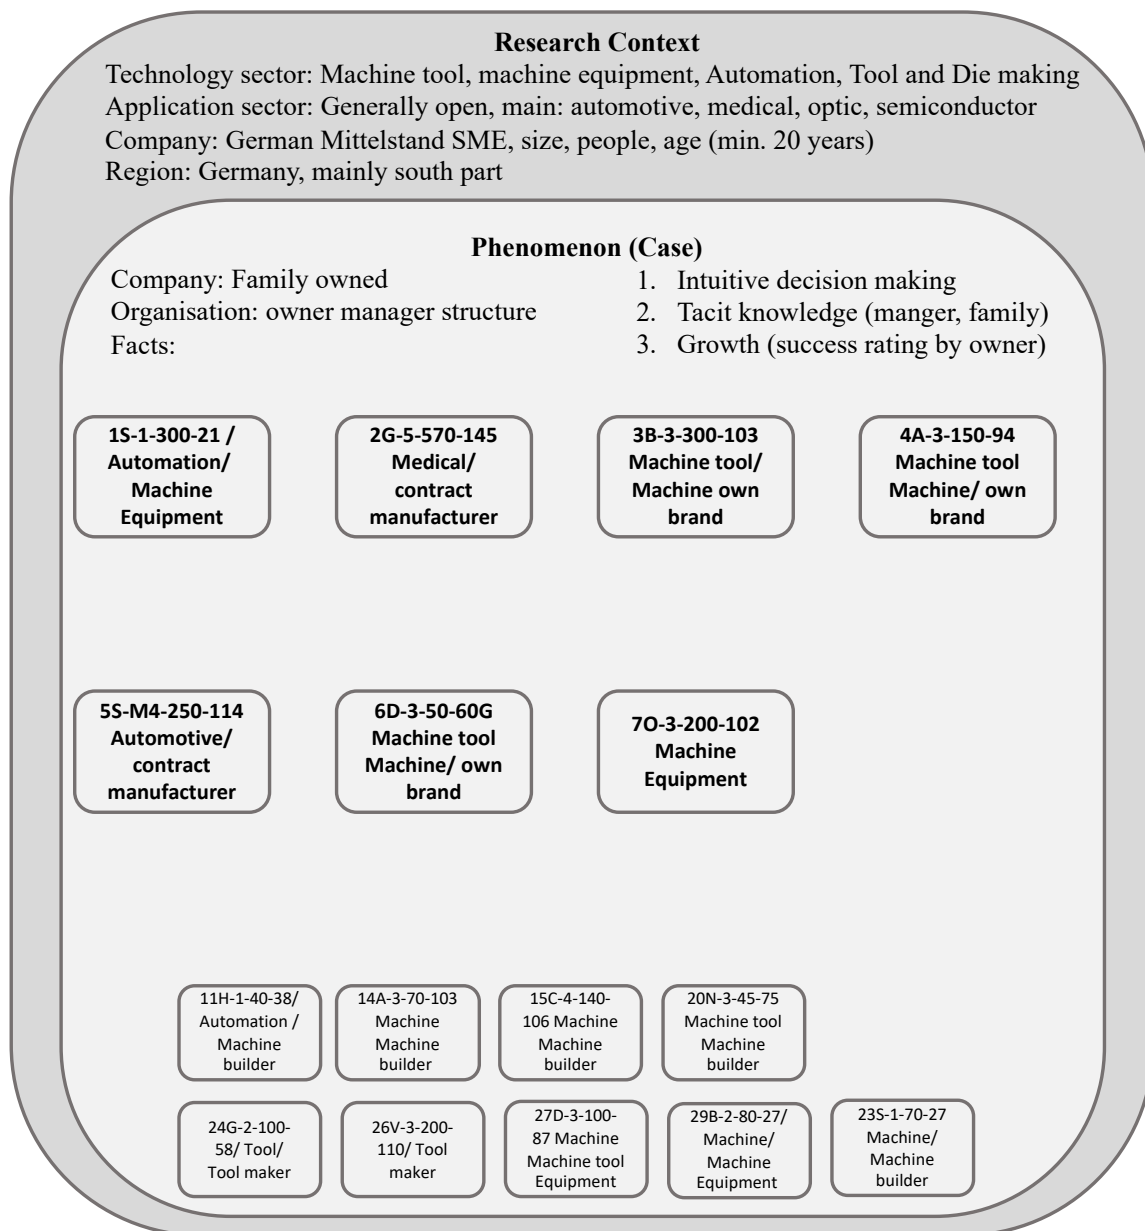 Research Context
Technology sector: Machine tool, machine equipment, Automation, Tool and Die making
Application sector: Generally open, main: automotive, medical, optic, semiconductor
Company: German Mittelstand SME, size, people, age (min. 20 years)
Region: Germany, mainly south part
Phenomenon (Case)
Company: Family owned
Organisation: owner manager structure
Facts:
1. Intuitive decision making
2. Tacit knowledge (manger, family)
3. Growth (success rating by owner)
1S-1-300-21 /
Automation/
Machine
Equipment
2G-5-570-145
Medical/
contract
manufacturer
3B-3-300-103
Machine tool/
Machine own
brand
4A-3-150-94
Machine tool
Machine/ own
brand
5S-M4-250-114
Automotive/
contract
manufacturer
6D-3-50-60G
Machine tool
Machine/ own
brand
7O-3-200-102
Machine
Equipment
11H-1-40-38/
Automation /
Machine
builder
14A-3-70-103
Machine
Machine
builder
15C-4-140-
106 Machine
Machine
builder
20N-3-45-75
Machine tool
Machine
builder
24G-2-100-
58/ Tool/
Tool maker
26V-3-200-
110/ Tool
maker
27D-3-100-
87 Machine
Machine tool
Equipment
29B-2-80-27/
Machine/
Machine
Equipment
23S-1-70-27
Machine/
Machine
builder